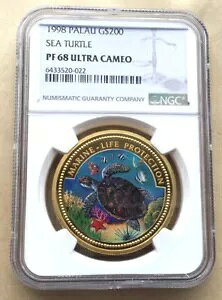 1998 PALAU G$200
SEA TURTLE
PF 68 ULTRA CAMEO
6433520-022
NUMISMATIC GUARANTY COMPANY
NGC
MARINE - LIFE PROTECTION